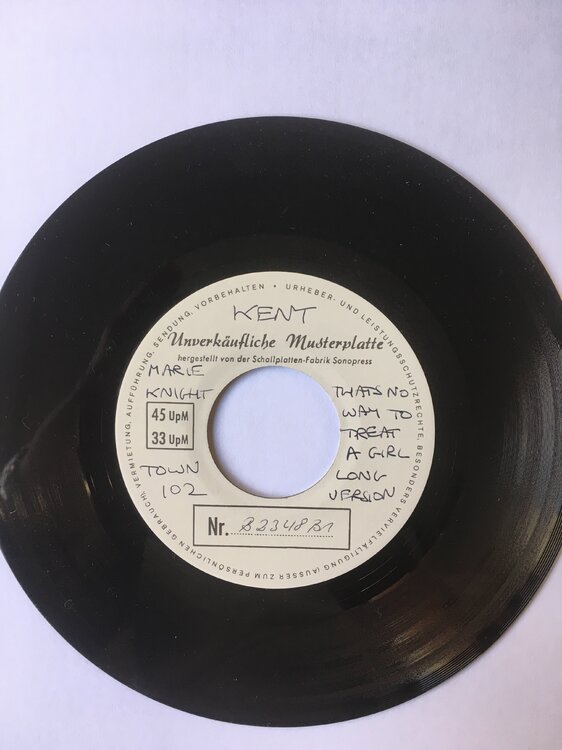 URHEBER- UND LEISTUNGSSCHUTZRECHTE, BESONDERS VERVIELFÄLTIGUNG (AUSSER ZUM PERSÖNLICHEN GEBRAUCH), VERMIETUNG, AUFFÜHRUNG, SENDUNG, VORBEHALTEN •
KENT
Unverkäufliche Musterplatte
hergestellt von der Schallplatten-Fabrik Sonopress
MARIE
KNIGHT
45 UpM
33 UpM
TOWN
102
THATS NO
WAY TO
TREAT
A GIRL
LONG
VERSION
Nr. 82348B1